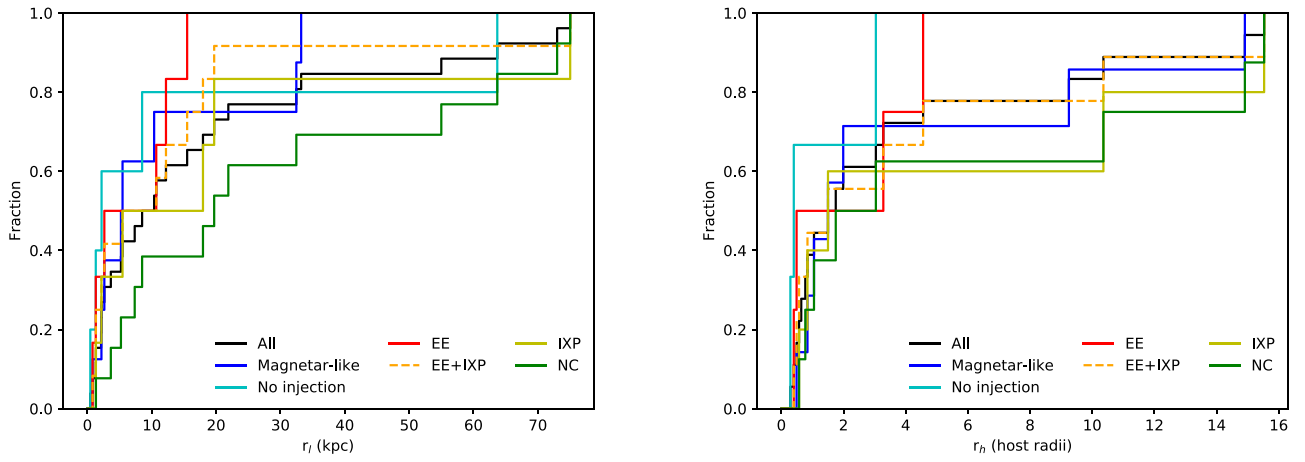 1.0
0.8
0.6
0.4
0.2
0.0
Fraction
0 10 20 30 40 50 60 70
r_l (kpc)
All EE IXP
Magnetar-like EE+IXP NC
No injection
1.0
0.8
0.6
0.4
0.2
0.0
Fraction
0 2 4 6 8 10 12 14 16
r_h (host radii)
All EE IXP
Magnetar-like EE+IXP NC
No injection